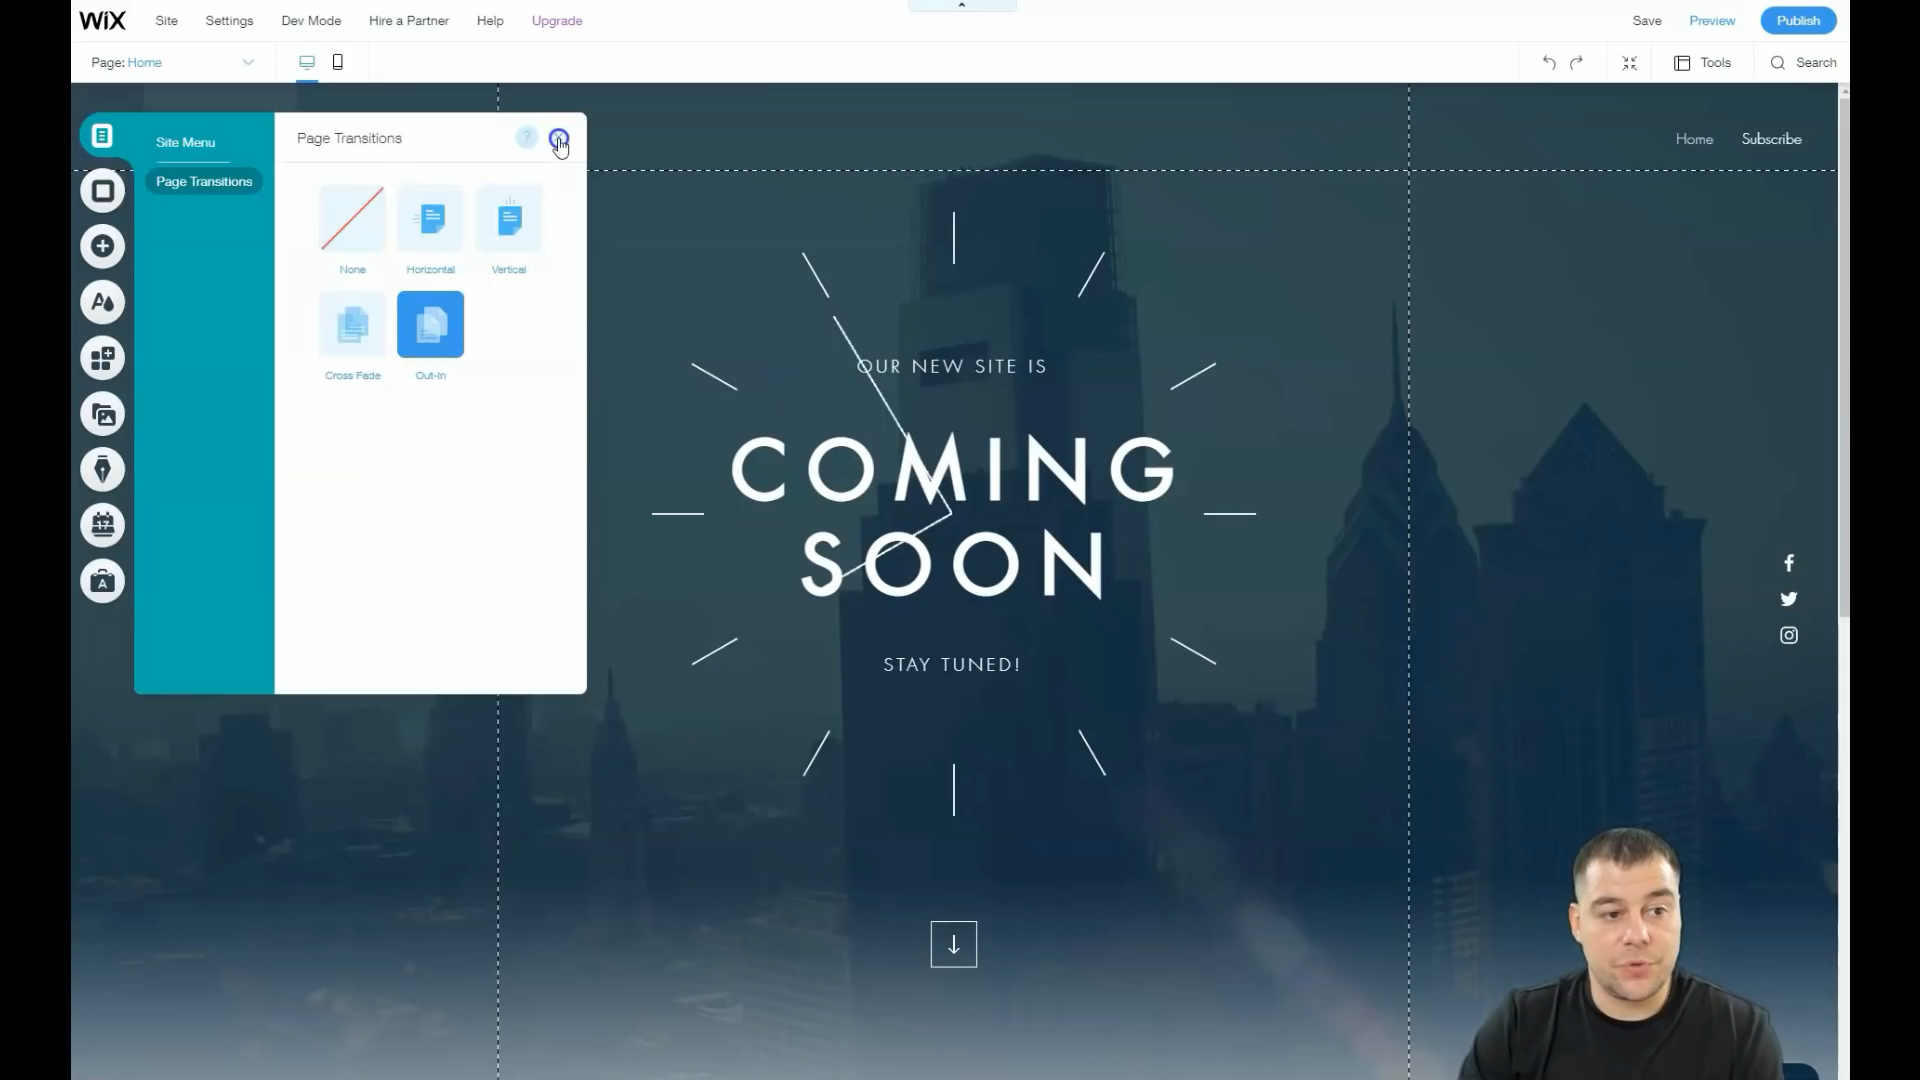 WiX Site Settings Dev Mode Hire a Partner Help Upgrade Save Preview Publish
Page: Home Tools Search
Site Menu
Page Transitions
Page Transitions ?
None Horizontal Vertical
Cross Fade Out-In
Home Subscribe
OUR NEW SITE IS
COMING
SOON
STAY TUNED!
17
A